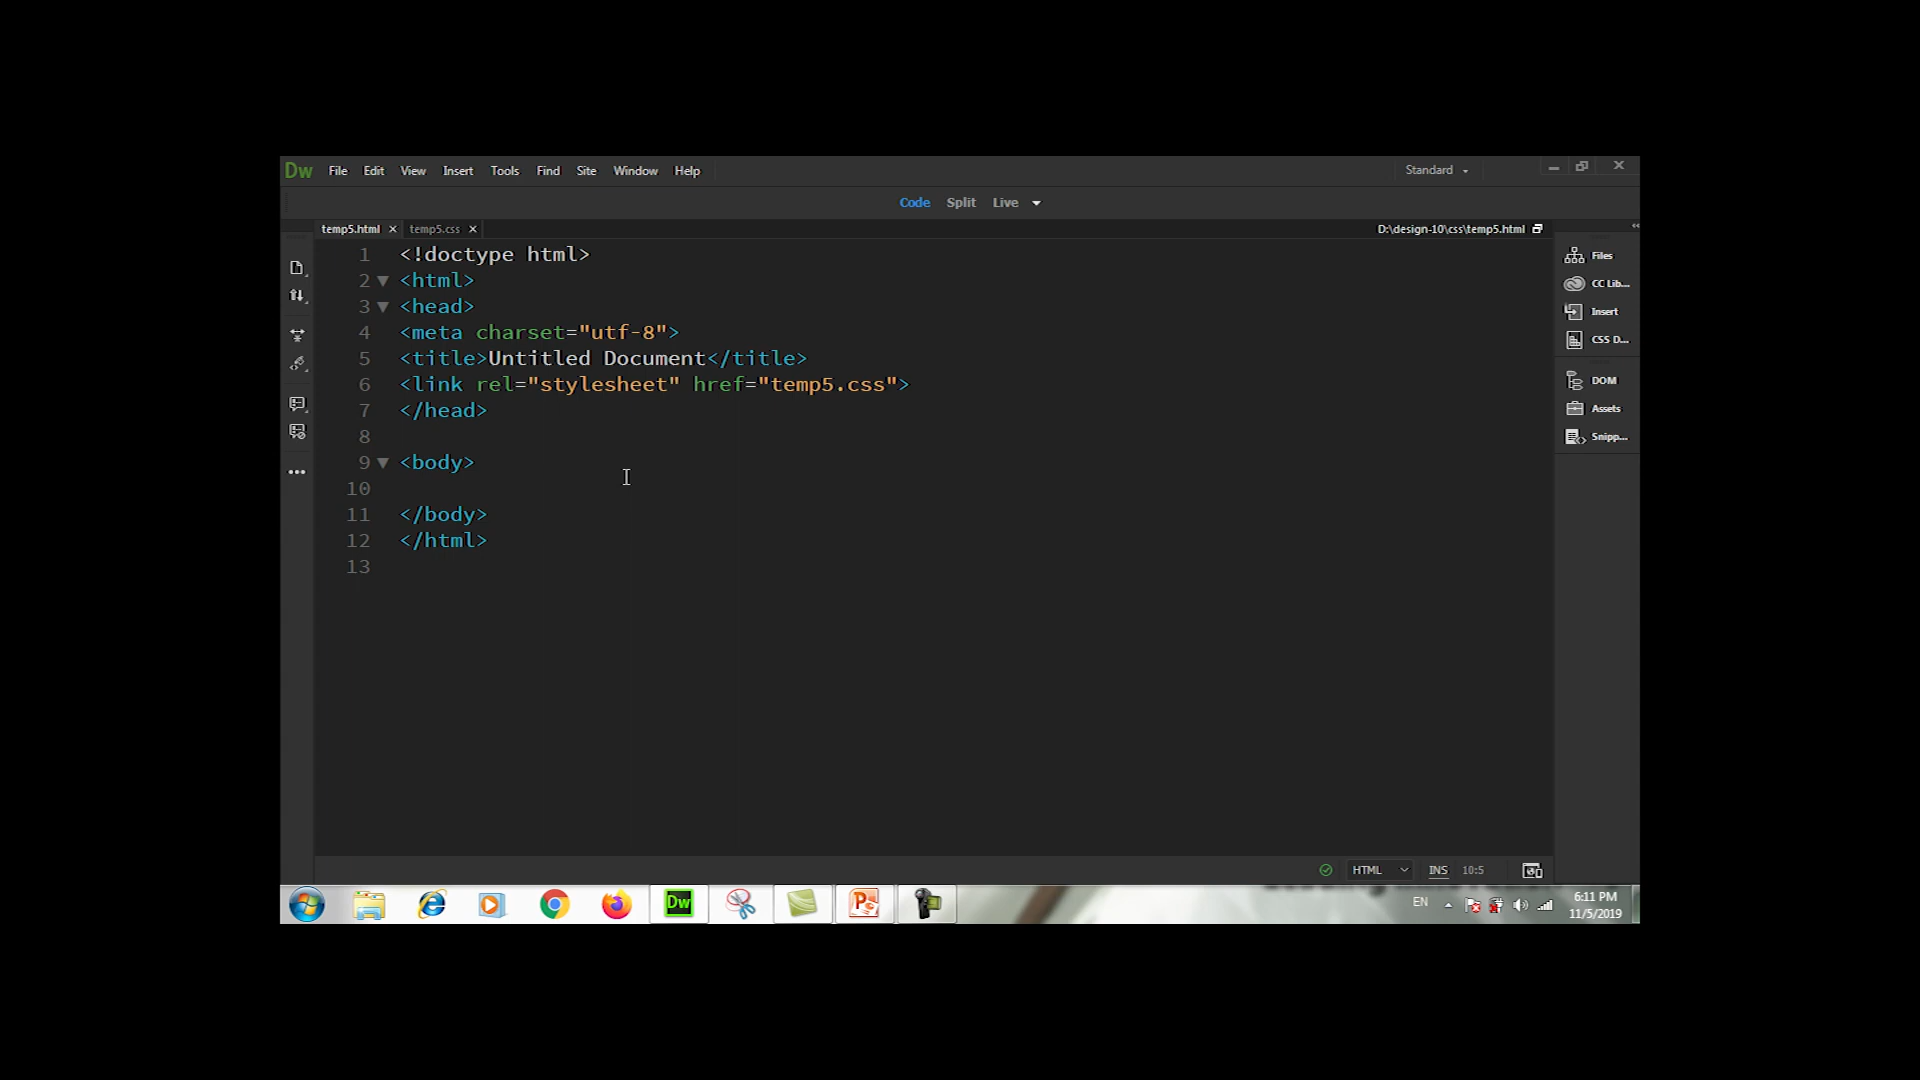 Dw File Edit View Insert Tools Find Site Window Help Standard
Code Split Live
temp5.html temp5.css D:\design-10\css\temp5.html
1 <!doctype html>
2 <html>
3 <head>
4 <meta charset="utf-8">
5 <title>Untitled Document</title>
6 <link rel="stylesheet" href="temp5.css">
7 </head>
8
9 <body>
10
11 </body>
12 </html>
13
Files
CC Lib...
Insert
CSS D...
DOM
Assets
Snipp...
HTML INS 10:5
Dw
EN 6:11 PM
11/5/2019